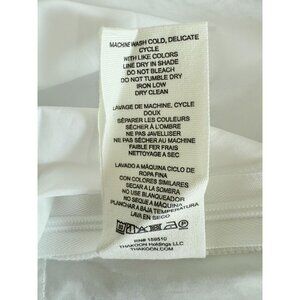 MACHINE WASH COLD, DELICATE
CYCLE
WITH LIKE COLORS
LINE DRY IN SHADE
DO NOT BLEACH
DO NOT TUMBLE DRY
IRON LOW
DRY CLEAN
LAVAGE DE MACHINE, CYCLE
DOUX
SÉPARER LES COULEURS
SÉCHER À L'OMBRE
NE PAS JAVELLISER
NE PAS SÉCHER AU MACHINE
FAIBLE FER FRAIS
NETTOYAGE A SEC
LAVADO A MÁQUINA CICLO DE
ROPA FINA
CON COLORES SIMILARES
SECAR A LA SOMBRA
NO USE BLANQUEADOR
NO SEQUE A MÁQUINA
PLANCHAR A BAJA TEMPERATURA
LAVA EN SECO
RN# 159510
THAKOON Holdings LLC
THAKOON.COM